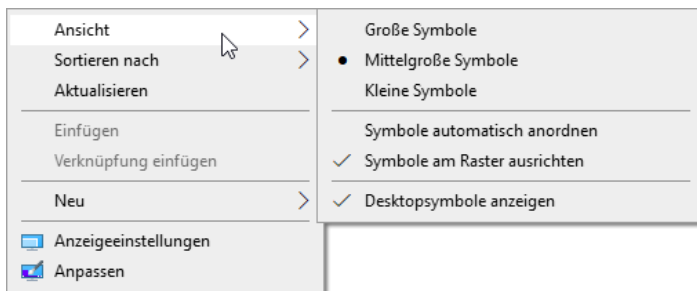 Ansicht
Sortieren nach
Aktualisieren
Einfügen
Verknüpfung einfügen
Neu
Anzeigeeinstellungen
Anpassen
Große Symbole
Mittelgroße Symbole
Kleine Symbole
Symbole automatisch anordnen
Symbole am Raster ausrichten
Desktopsymbole anzeigen